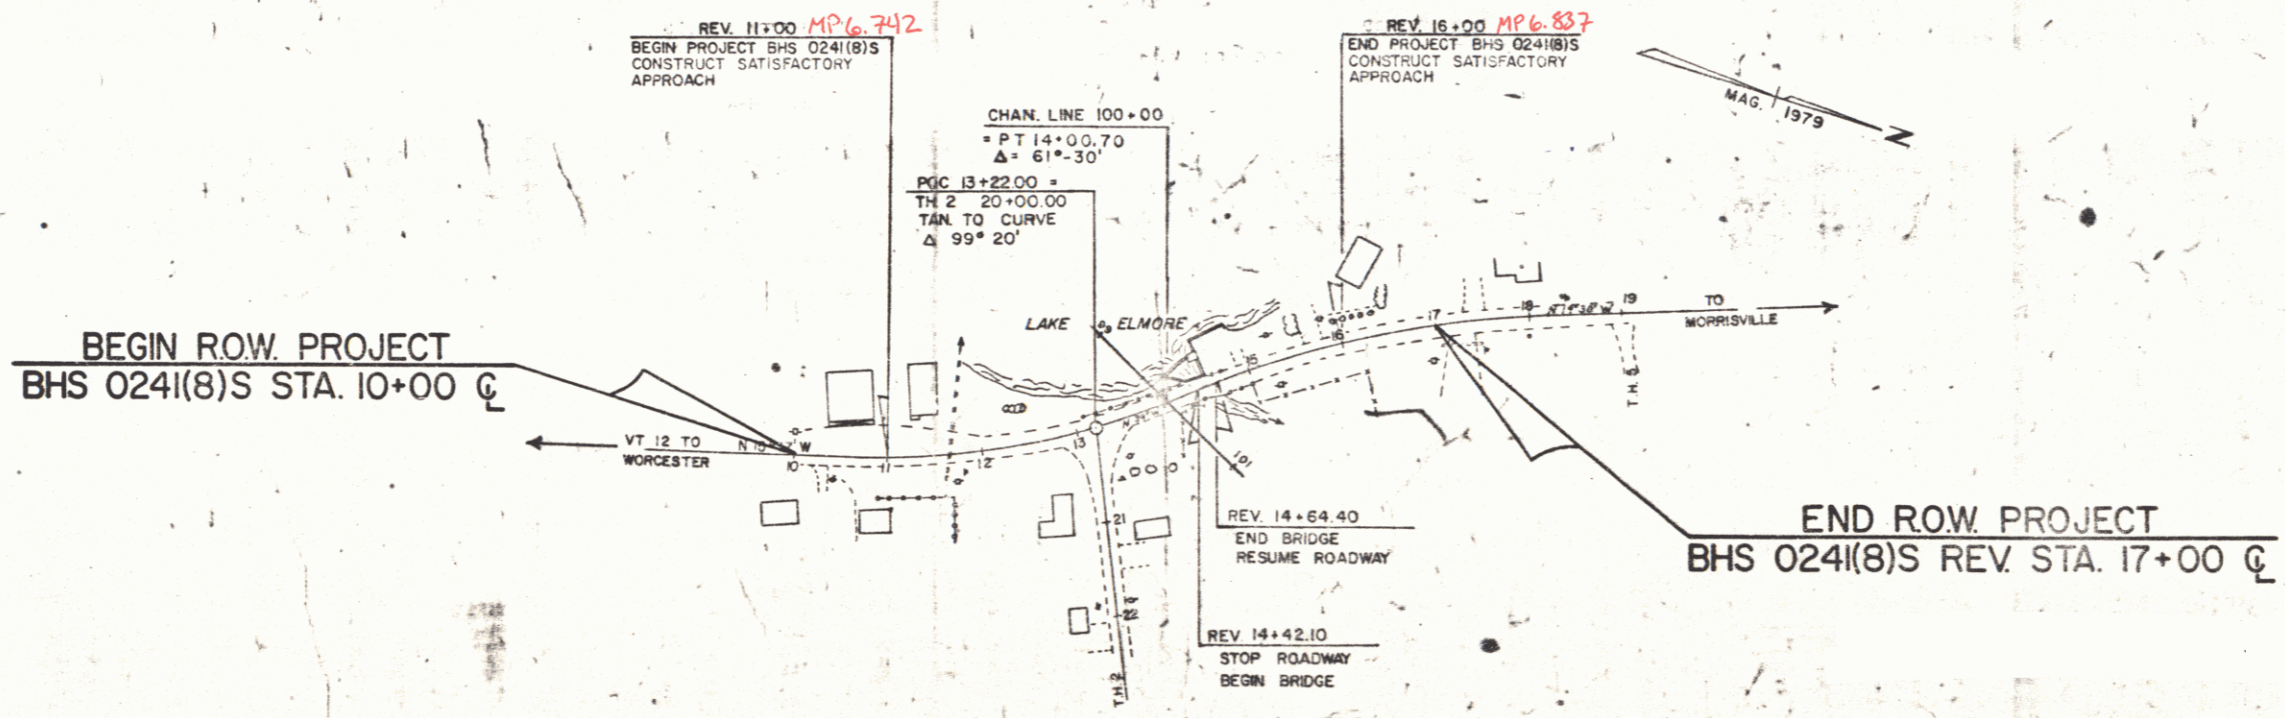 REV. 11+00 MP 6.742
BEGIN PROJECT BHS 0241(8)S
CONSTRUCT SATISFACTORY
APPROACH
REV. 16+00 MP 6.837
END PROJECT BHS 0241(8)S
CONSTRUCT SATISFACTORY
APPROACH
MAG. 1979
N
CHAN. LINE 100+00
= PT 14+00.70
Δ= 61°-30'
POC 13+22.00 =
TH 2 20+00.00
TAN. TO CURVE
Δ 99° 20'
LAKE ELMORE
BEGIN R.O.W. PROJECT
BHS 0241(8)S STA. 10+00 ℄
VT 12 TO
WORCESTER
10
11
12
13
15
16
17
18
19
TO
MORRISVILLE
T.H. 5
101
21
22
T.H. 2
REV. 14+64.40
END BRIDGE
RESUME ROADWAY
REV. 14+42.10
STOP ROADWAY
BEGIN BRIDGE
END R.O.W. PROJECT
BHS 0241(8)S REV. STA. 17+00 ℄